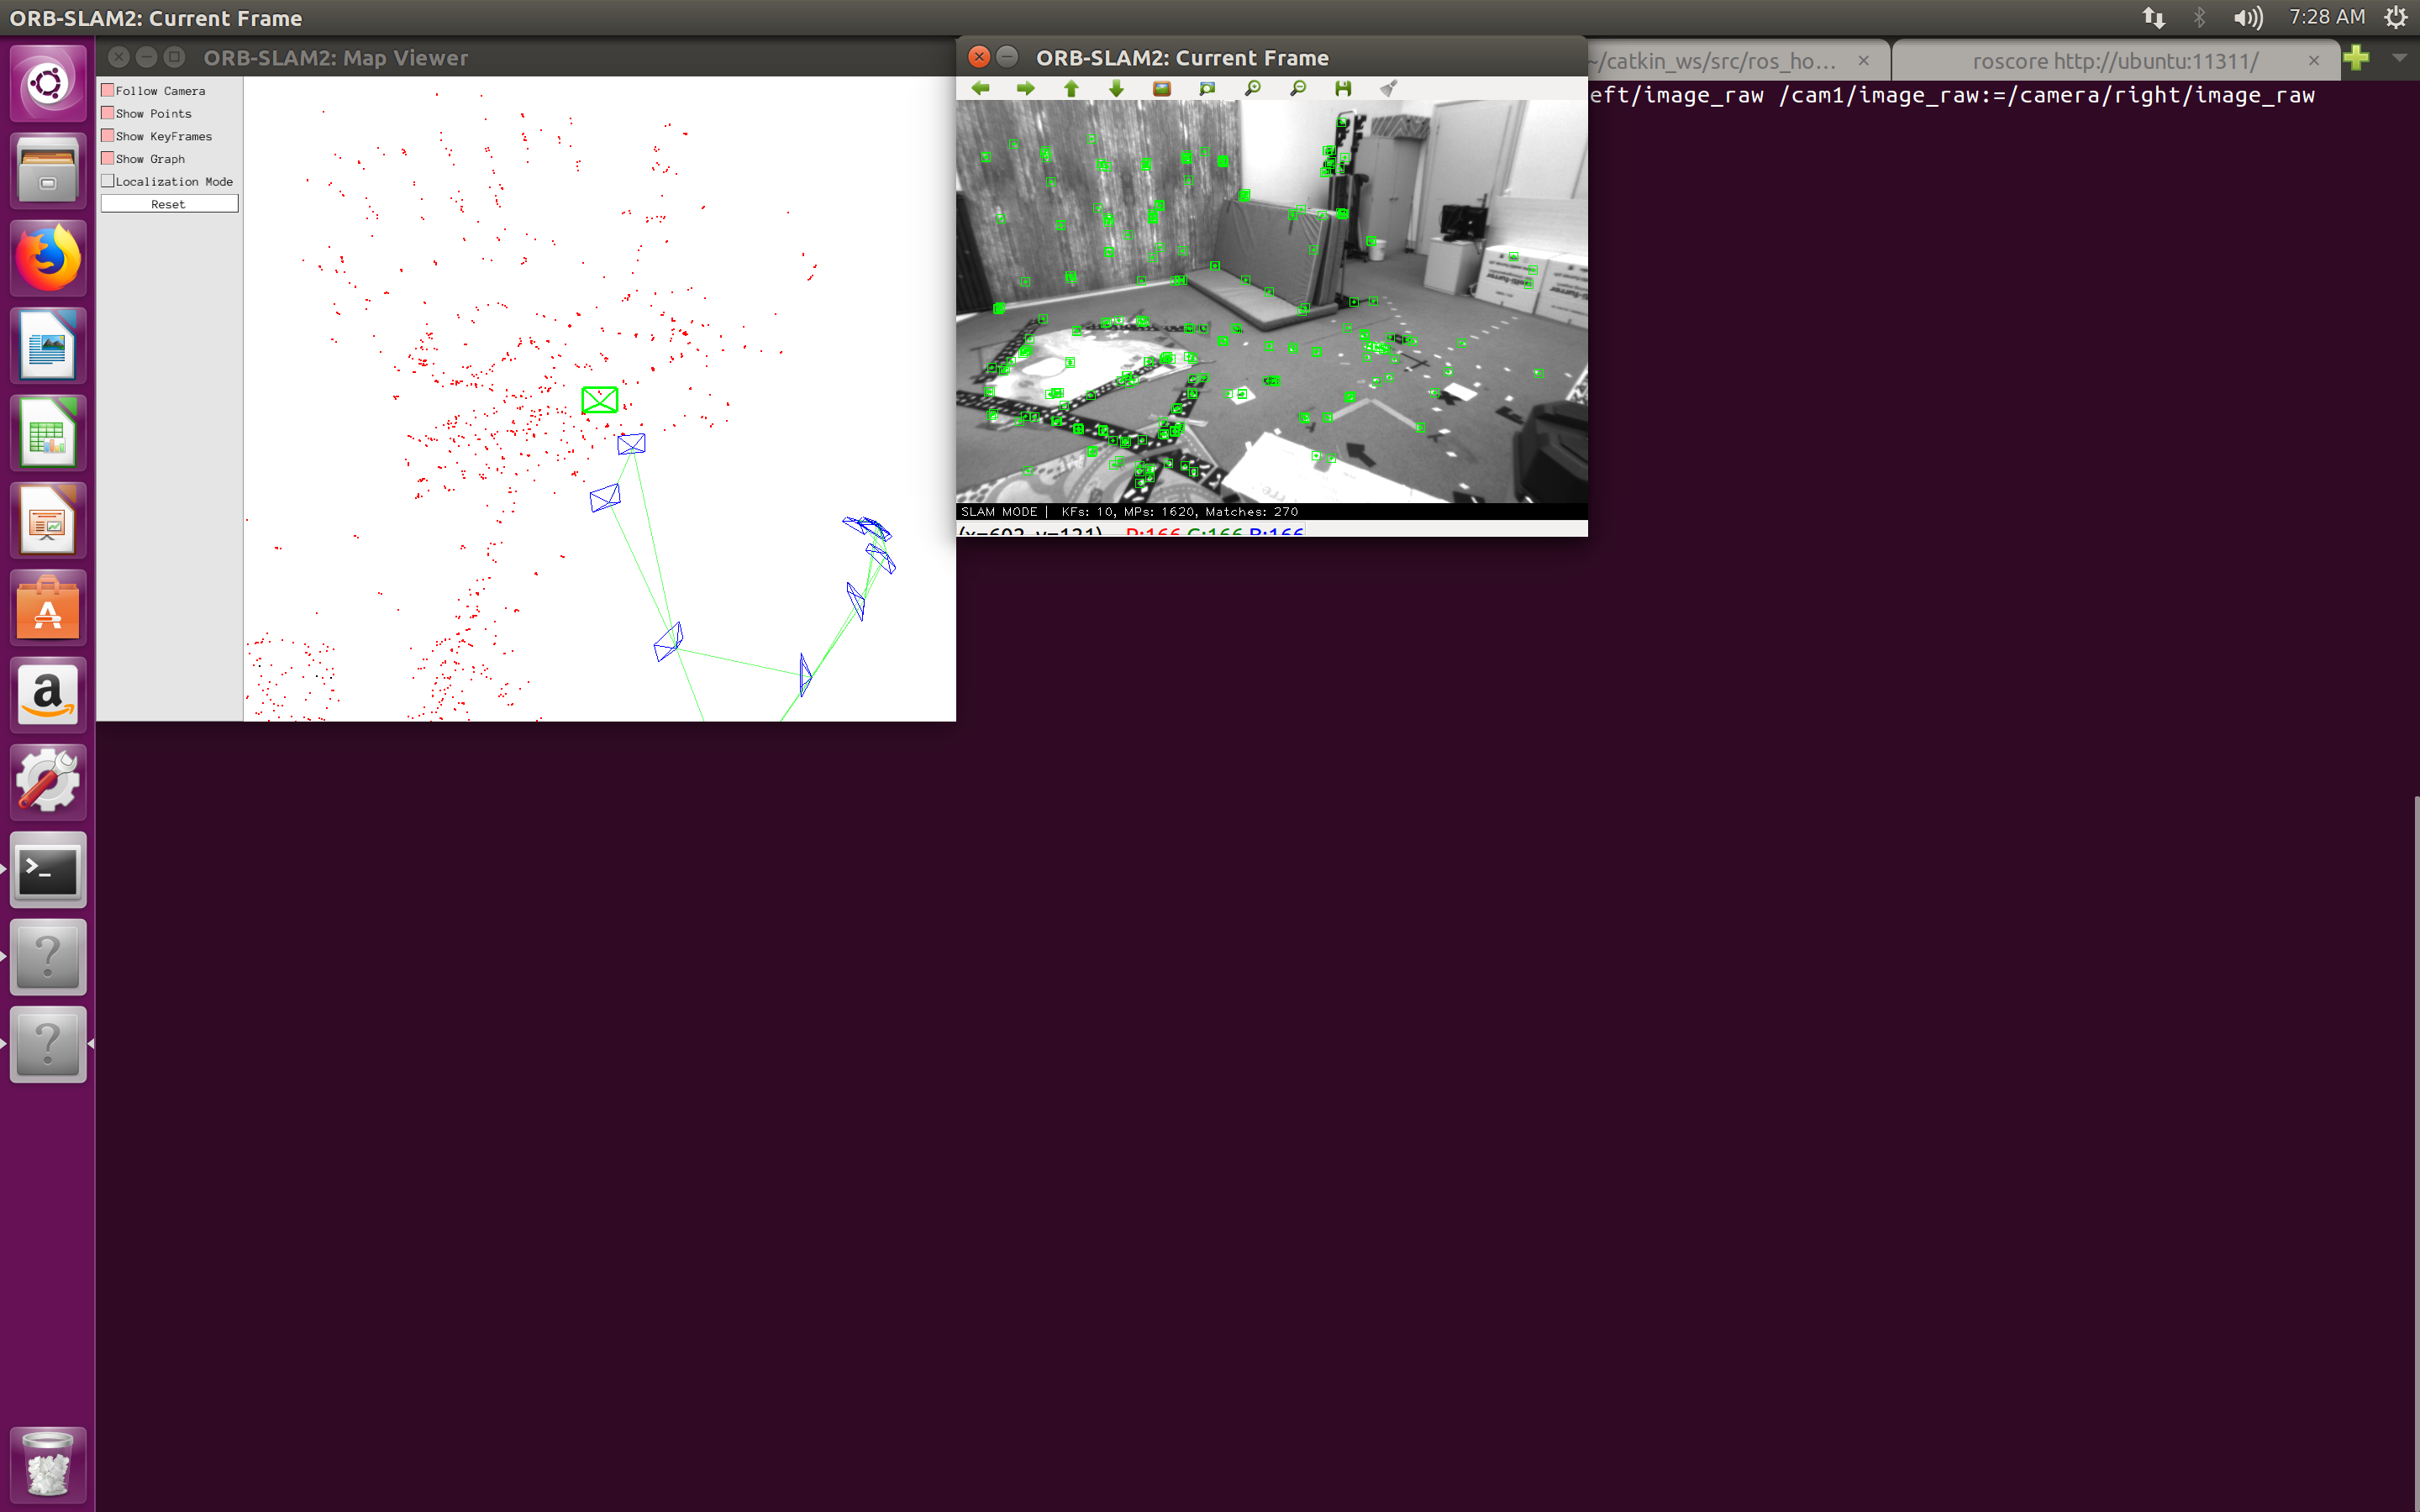 ORB-SLAM2: Current Frame
7:28 AM
ORB-SLAM2: Map Viewer
Follow Camera
Show Points
Show KeyFrames
Show Graph
Localization Mode
Reset
ORB-SLAM2: Current Frame
SLAM MODE | KFs: 10, MPs: 1620, Matches: 270
(x=602, y=121) R:166 G:166 B:166
~/catkin_ws/src/ros_ho...
roscore http://ubuntu:11311/
eft/image_raw /cam1/image_raw:=/camera/right/image_raw